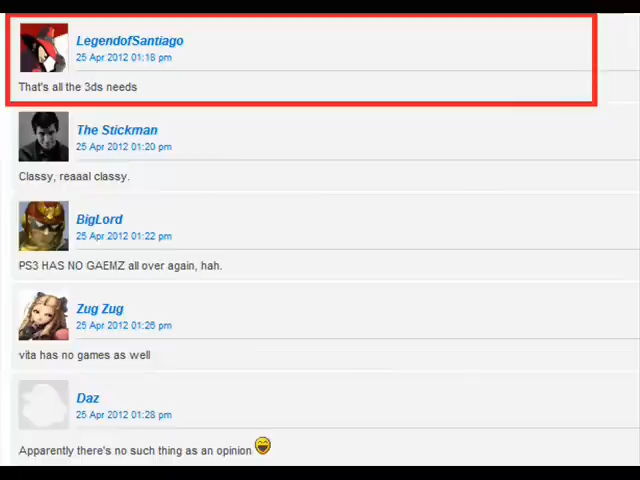 LegendofSantiago
25 Apr 2012 01:18 pm
That's all the 3ds needs
The Stickman
25 Apr 2012 01:20 pm
Classy, reaaal classy.
BigLord
25 Apr 2012 01:22 pm
PS3 HAS NO GAEMZ all over again, hah.
Zug Zug
25 Apr 2012 01:26 pm
vita has no games as well
Daz
25 Apr 2012 01:28 pm
Apparently there's no such thing as an opinion